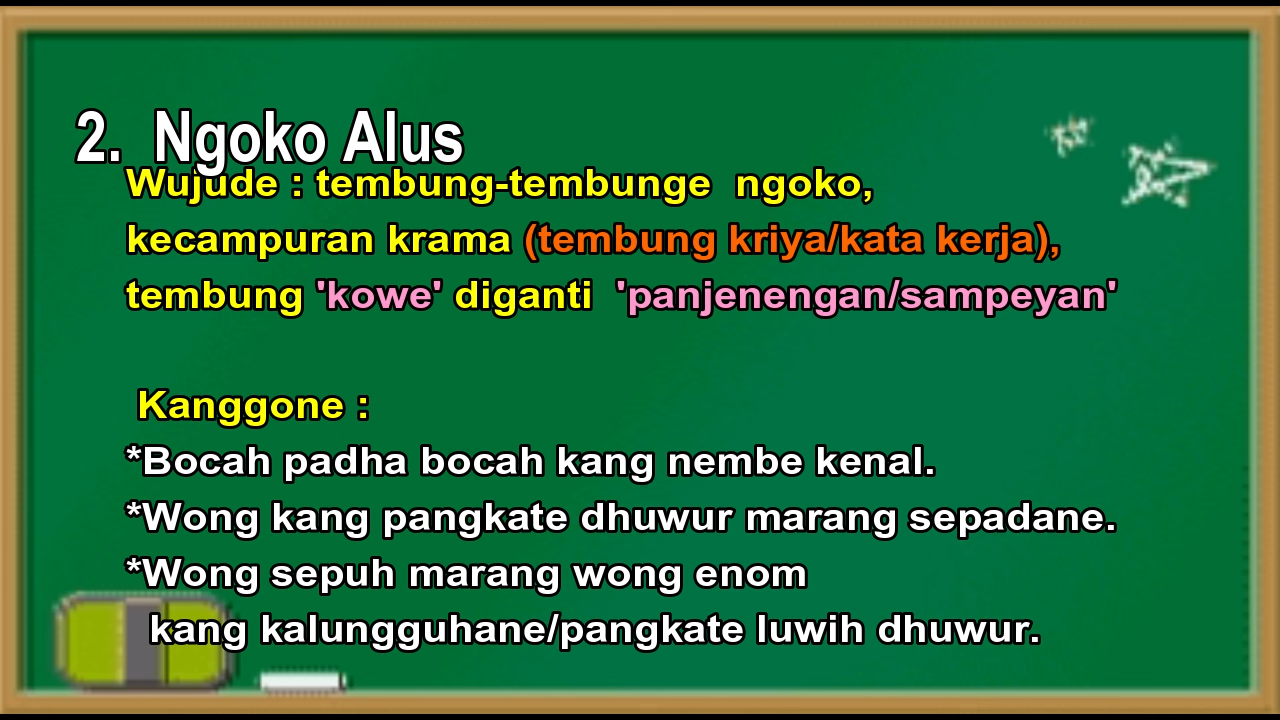 2. Ngoko Alus
Wujude : tembung-tembunge ngoko,
kecampuran krama (tembung kriya/kata kerja),
tembung 'kowe' diganti 'panjenengan/sampeyan'
Kanggone :
*Bocah padha bocah kang nembe kenal.
*Wong kang pangkate dhuwur marang sepadane.
*Wong sepuh marang wong enom
kang kalungguhane/pangkate luwih dhuwur.